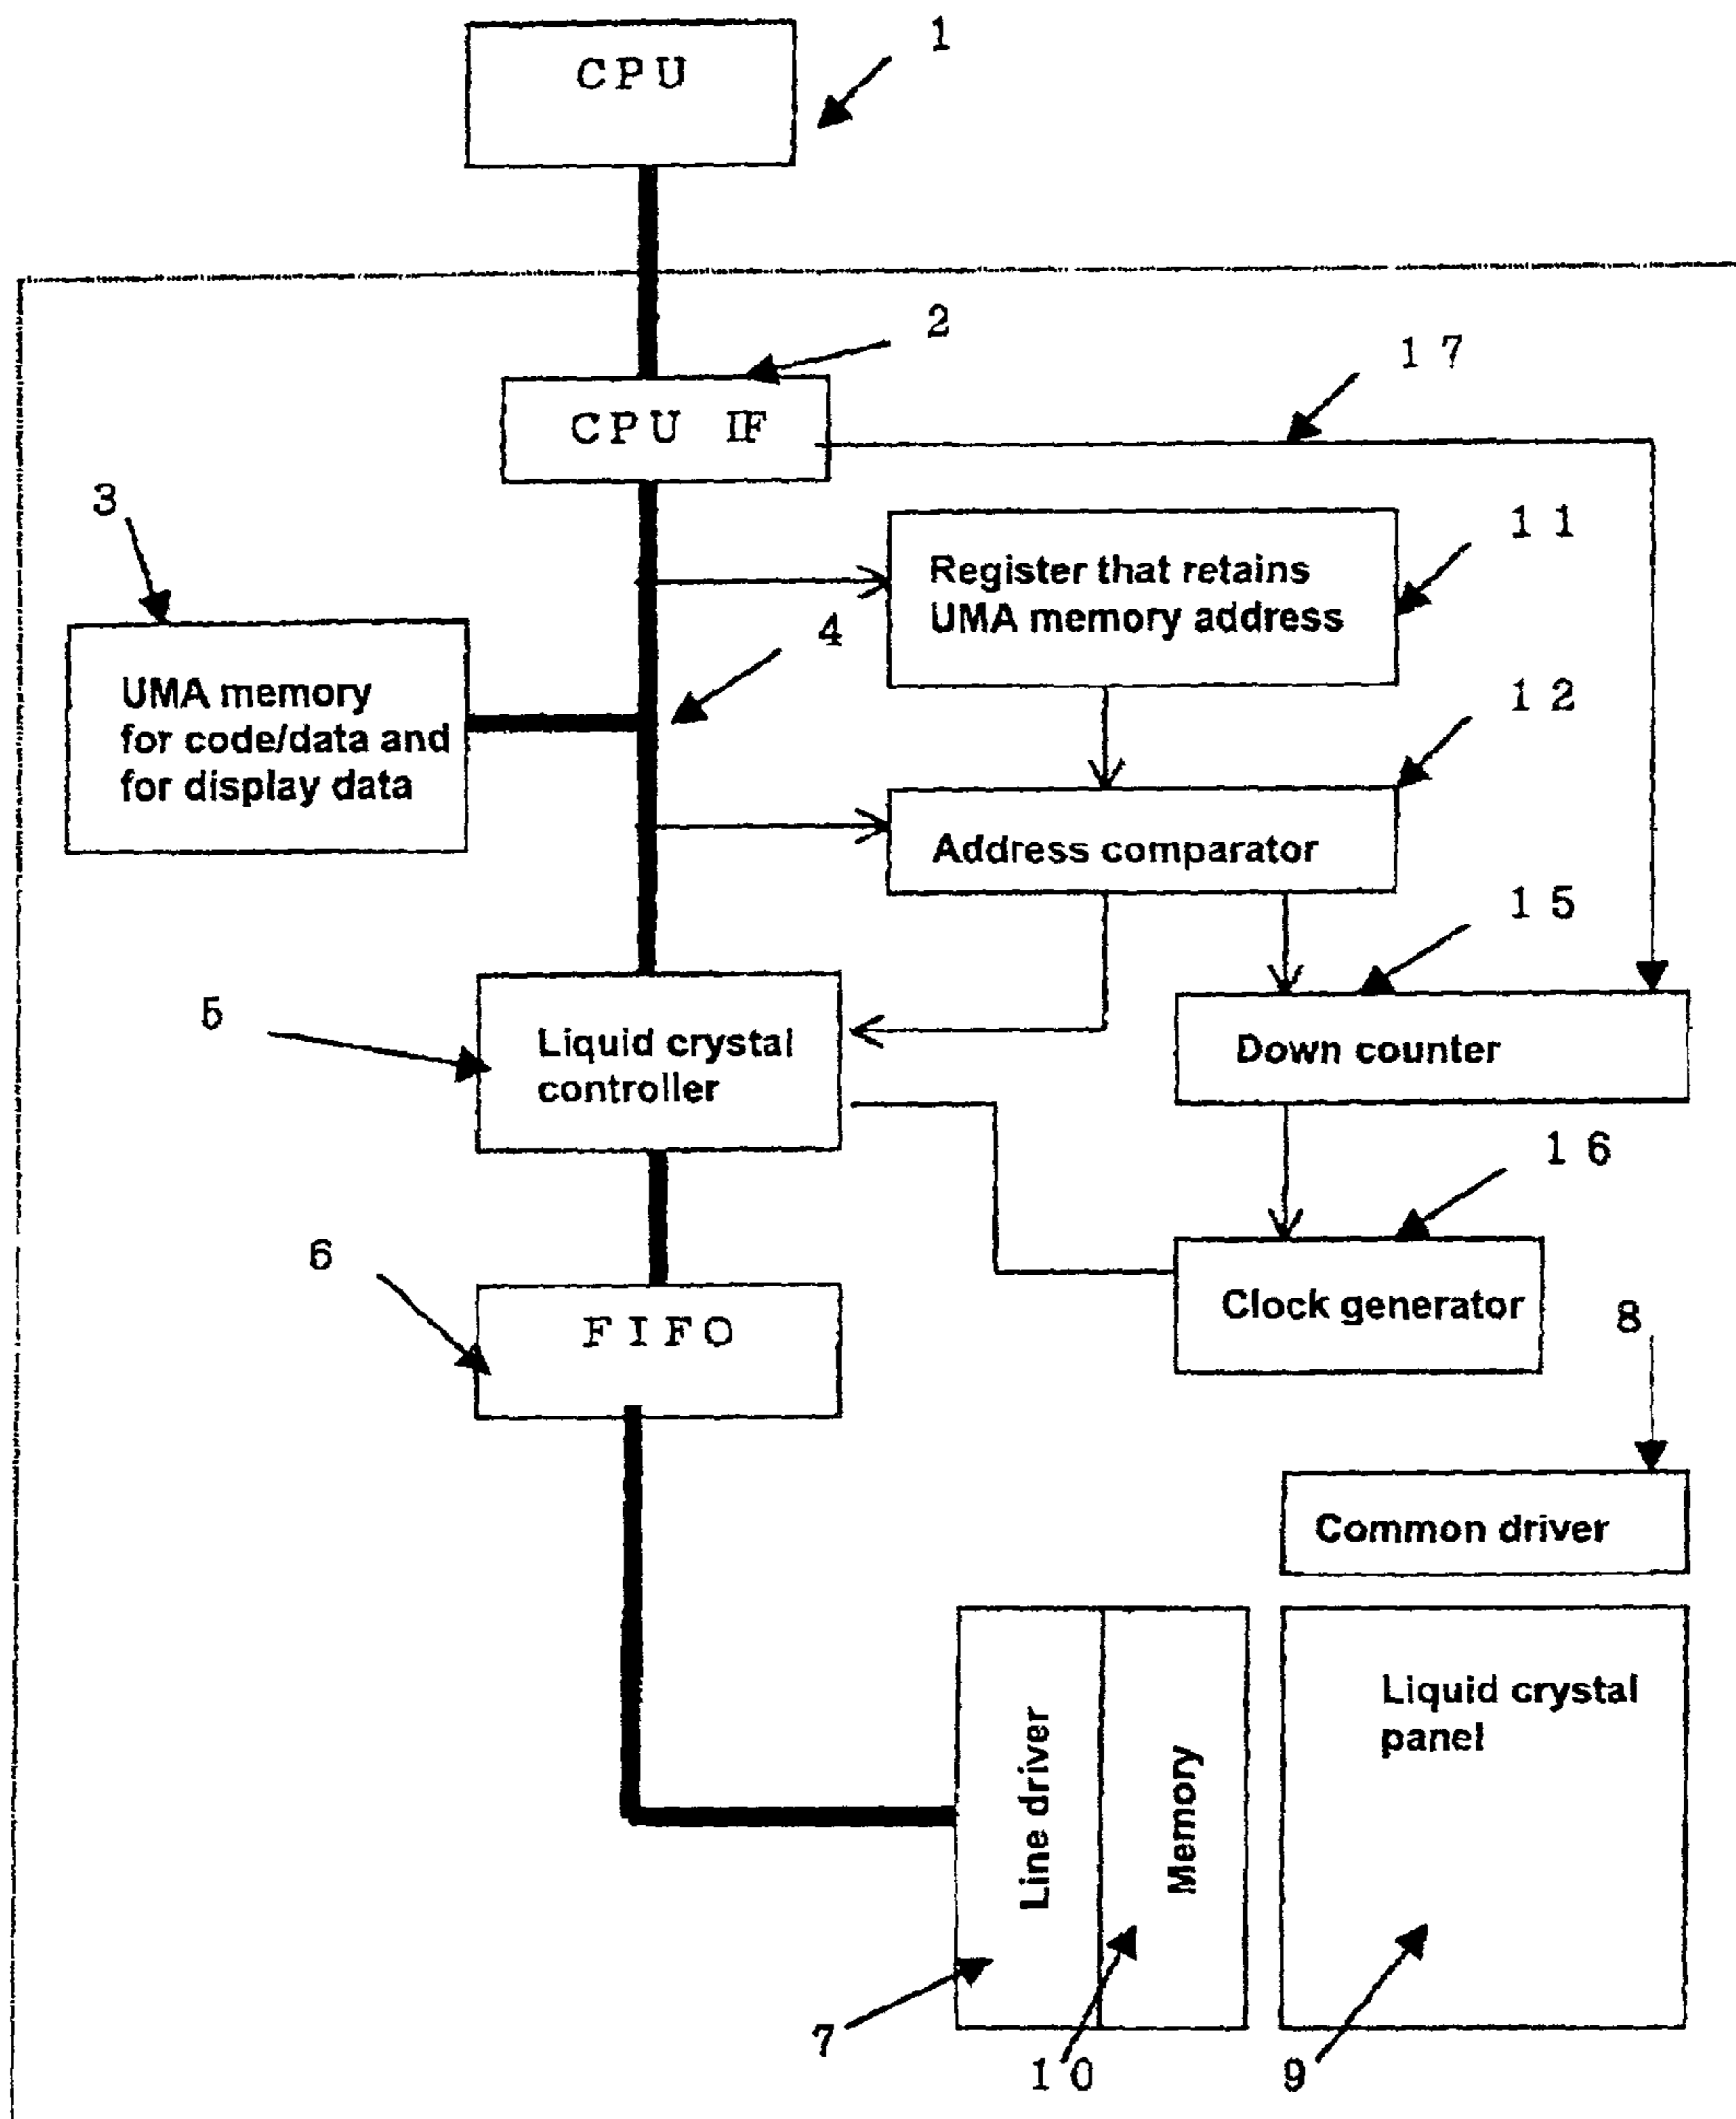 1
CPU
2
CPU IF
17
3
11
Register that retains
UMA memory address
4
UMA memory
for code/data and
for display data
12
Address comparator
15
5
Liquid crystal
controller
Down counter
16
6
FIFO
Clock generator
8
Common driver
Line driver
Memory
Liquid crystal
panel
7
10
9